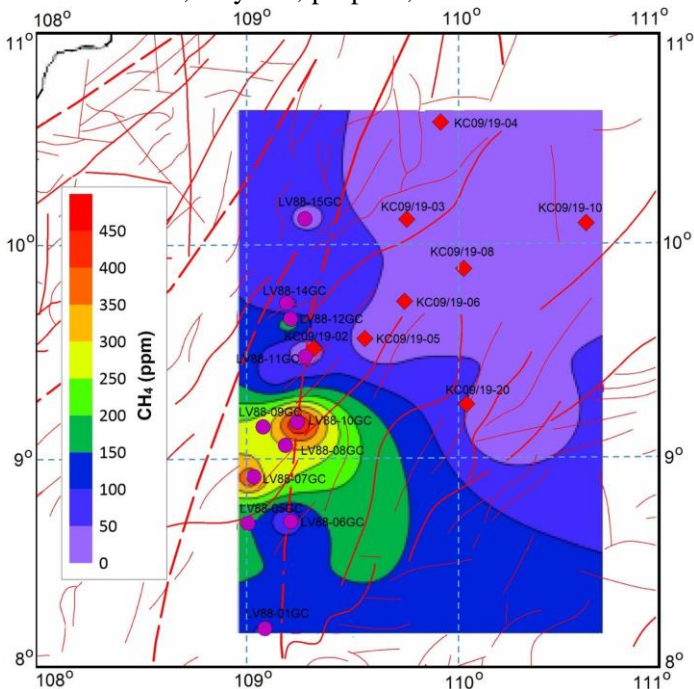 108°
109°
110°
111°
11°
11°
KC09/19-04
LV88-15GC
KC09/19-03
KC09/19-10
10°
10°
KC09/19-08
450
400
350
300
250
200
150
100
50
0
CH₄ (ppm)
LV88-14GC
KC09/19-06
LV88-12GC
KC09/19-02
KC09/19-05
LV88-11GC
KC09/19-20
LV88-09GC
LV88-10GC
LV88-08GC
9°
9°
LV88-07GC
LV88-05GC
LV88-06GC
LV88-01GC
8°
8°
108°
109°
110°
111°